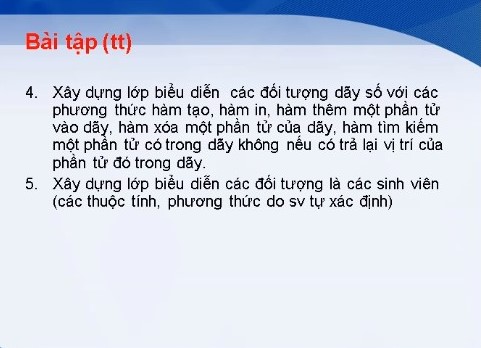 Bài tập (tt)
4. Xây dựng lớp biểu diễn các đối tượng dãy số với các
phương thức hàm tạo, hàm in, hàm thêm một phần tử
vào dãy, hàm xóa một phần tử của dãy, hàm tìm kiếm
một phần tử có trong dãy không nếu có trả lại vị trí của
phần tử đó trong dãy.
5. Xây dựng lớp biểu diễn các đối tượng là các sinh viên
(các thuộc tính, phương thức do sv tự xác định)